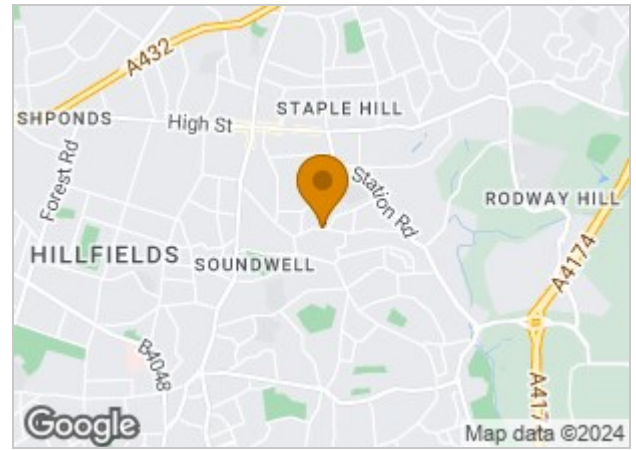 A432
STAPLE HILL
SHPONDS
High St
Forest Rd
Station Rd
RODWAY HILL
HILLFIELDS
SOUNDWELL
A4174
B4048
A417
Google
Map data ©2024